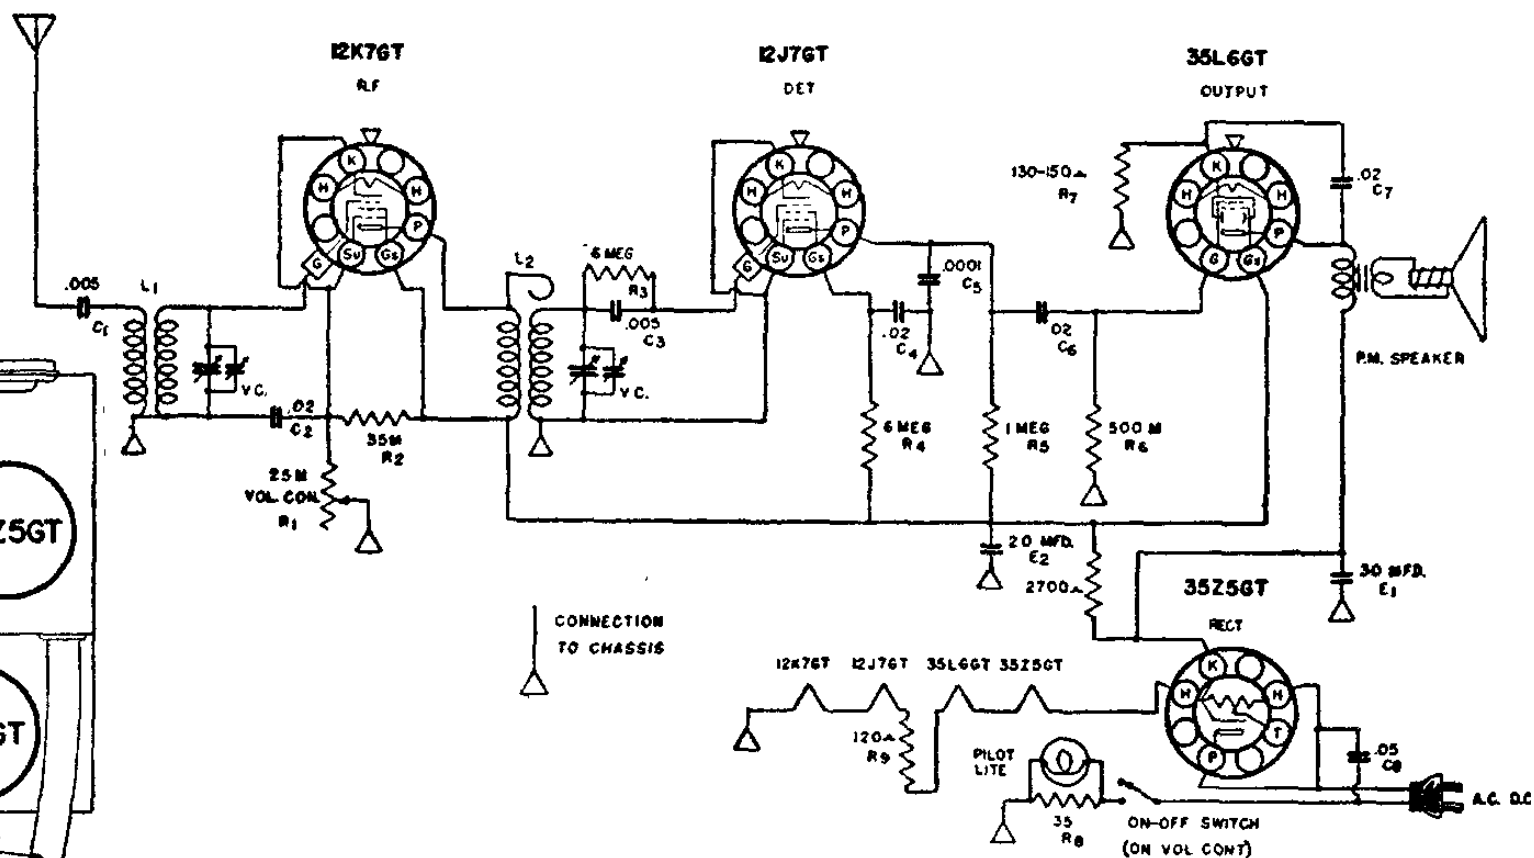 12K7GT
R.F
12J7GT
DET
35L6GT
OUTPUT
K
H
H
P
G
Su
Gs
K
H
H
P
G
Su
Gs
K
H
H
P
G
Gs
130-150Ω
R7
.02
C7
.005
C1
L1
V.C.
.02
C2
35M
R2
25M
VOL. CON.
R1
L2
6 MEG
R3
.005
C3
V.C.
.0001
C5
.02
C4
6 MEG
R4
1 MEG
R5
02
C6
500 M
R6
P.M. SPEAKER
Z5GT
GT
20 MFD.
E2
2700Ω
30 MFD.
E1
35Z5GT
RECT
K
H
H
T
P
CONNECTION
TO CHASSIS
12K7GT 12J7GT 35L6GT 35Z5GT
120Ω
R9
PILOT
LITE
35
R8
.05
C8
A.C. D.C
ON-OFF SWITCH
(ON VOL CONT)